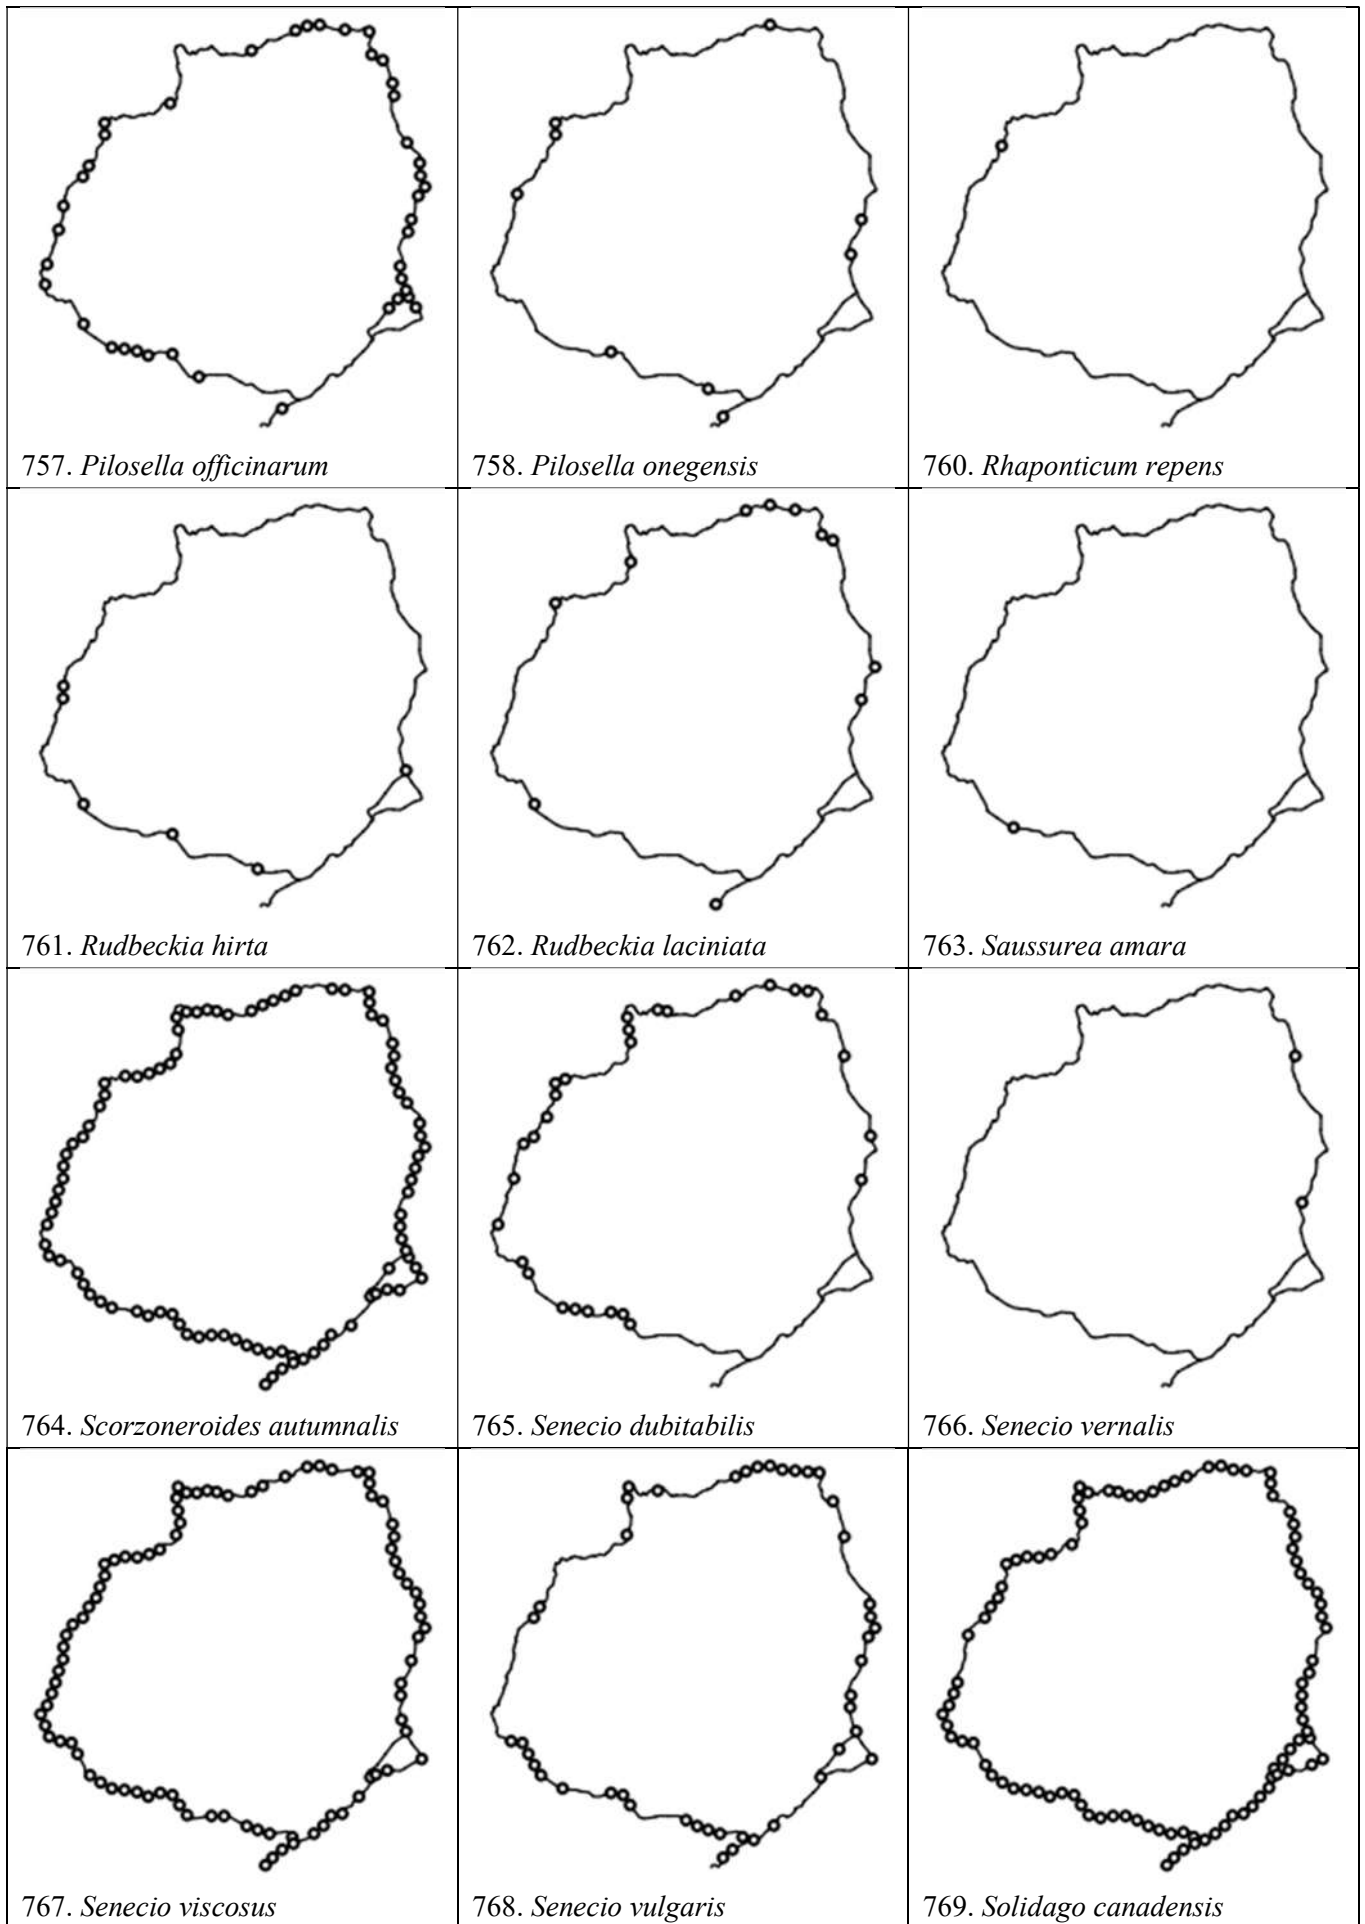 757. Pilosella officinarum
758. Pilosella onegensis
760. Rhaponticum repens
761. Rudbeckia hirta
762. Rudbeckia laciniata
763. Saussurea amara
764. Scorzoneroides autumnalis
765. Senecio dubitabilis
766. Senecio vernalis
767. Senecio viscosus
768. Senecio vulgaris
769. Solidago canadensis